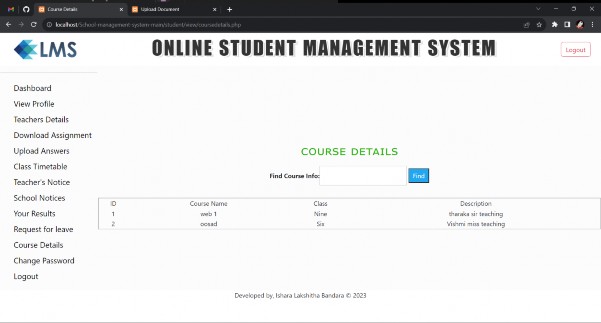 Course Details
Upload Document
localhost/School-management-system-main/student/view/coursedetails.php
LMS
ONLINE STUDENT MANAGEMENT SYSTEM
Logout
Dashboard
View Profile
Teachers Details
Download Assignment
Upload Answers
Class Timetable
Teacher's Notice
School Notices
Your Results
Request for leave
Course Details
Change Password
Logout
COURSE DETAILS
Find Course Info: Find
ID Course Name Class Description
1 web 1 Nine tharaka sir teaching
2 oosad Six Vishmi miss teaching
Developed by, Ishara Lakshitha Bandara © 2023